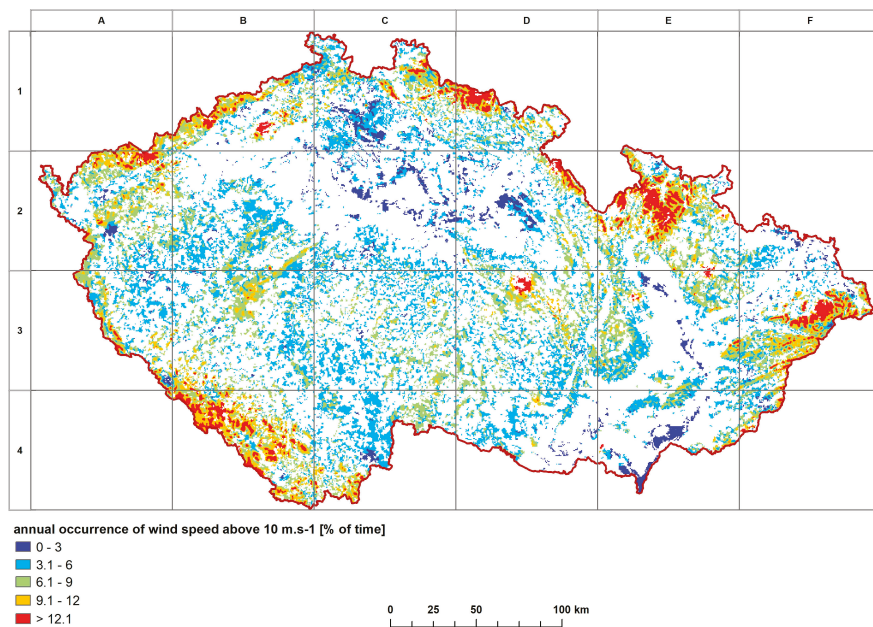 A B C D E F
1
2
3
4
annual occurrence of wind speed above 10 m.s-1 [% of time]
0 - 3
3.1 - 6
6.1 - 9
9.1 - 12
> 12.1
0 25 50 100 km